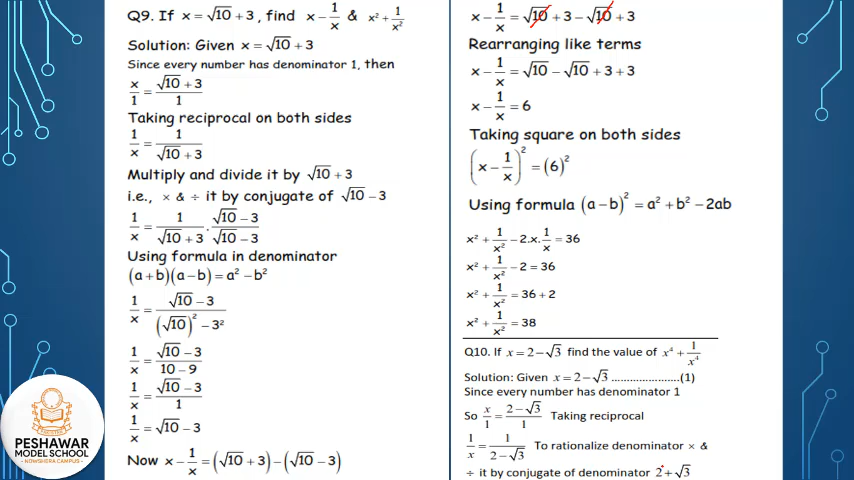 Q9. If x = √10 + 3, find x − 1/x & x² + 1/x²
Solution: Given x = √10 + 3
Since every number has denominator 1, then
x/1 = (√10 + 3)/1
Taking reciprocal on both sides
1/x = 1/(√10 + 3)
Multiply and divide it by √10 + 3
i.e., × & ÷ it by conjugate of √10 − 3
1/x = 1/(√10 + 3) . (√10 − 3)/(√10 − 3)
Using formula in denominator
(a + b)(a − b) = a² − b²
1/x = (√10 − 3)/((√10)² − 3²)
1/x = (√10 − 3)/(10 − 9)
1/x = (√10 − 3)/1
1/x = √10 − 3
Now x − 1/x = (√10 + 3) − (√10 − 3)
x − 1/x = √10 + 3 − √10 + 3
Rearranging like terms
x − 1/x = √10 − √10 + 3 + 3
x − 1/x = 6
Taking square on both sides
(x − 1/x)² = (6)²
Using formula (a − b)² = a² + b² − 2ab
x² + 1/x² − 2.x.1/x = 36
x² + 1/x² − 2 = 36
x² + 1/x² = 36 + 2
x² + 1/x² = 38
Q10. If x = 2 − √3 find the value of x⁴ + 1/x⁴
Solution: Given x = 2 − √3 .......................(1)
Since every number has denominator 1
So x/1 = (2 − √3)/1 Taking reciprocal
1/x = 1/(2 − √3) To rationalize denominator × &
÷ it by conjugate of denominator 2 + √3
PESHAWAR
MODEL SCHOOL
NOWSHERA CAMPUS